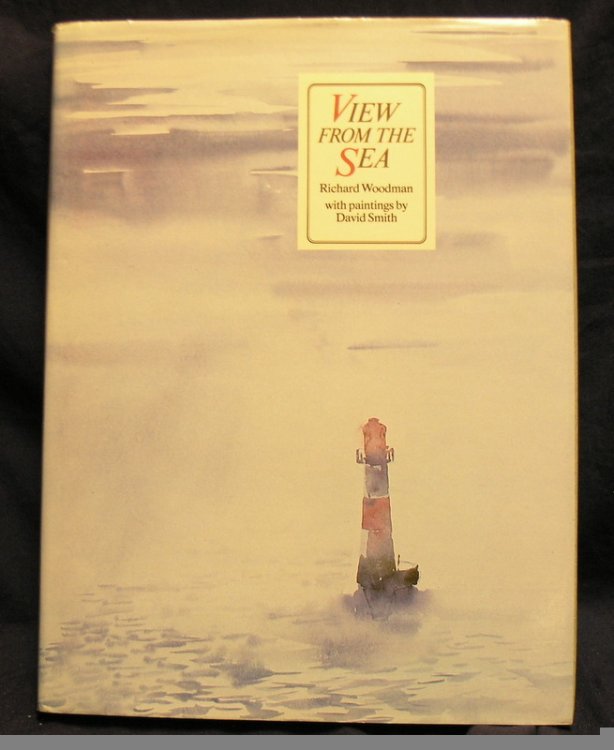 VIEW
FROM THE
SEA
Richard Woodman
with paintings by
David Smith